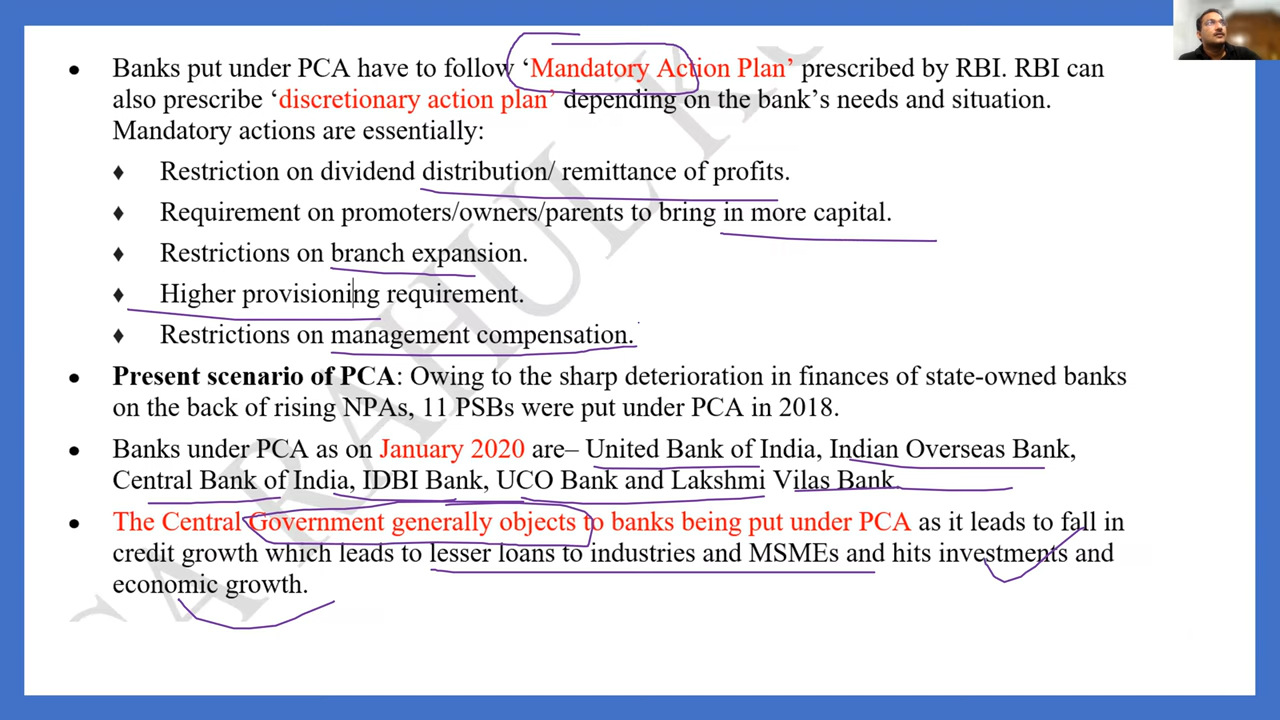 • Banks put under PCA have to follow ‘Mandatory Action Plan’ prescribed by RBI. RBI can
also prescribe ‘discretionary action plan’ depending on the bank’s needs and situation.
Mandatory actions are essentially:
♦ Restriction on dividend distribution/ remittance of profits.
♦ Requirement on promoters/owners/parents to bring in more capital.
♦ Restrictions on branch expansion.
♦ Higher provisioning requirement.
♦ Restrictions on management compensation.
• Present scenario of PCA: Owing to the sharp deterioration in finances of state-owned banks
on the back of rising NPAs, 11 PSBs were put under PCA in 2018.
• Banks under PCA as on January 2020 are– United Bank of India, Indian Overseas Bank,
Central Bank of India, IDBI Bank, UCO Bank and Lakshmi Vilas Bank.
• The Central Government generally objects to banks being put under PCA as it leads to fall in
credit growth which leads to lesser loans to industries and MSMEs and hits investments and
economic growth.
CA RAHUL K